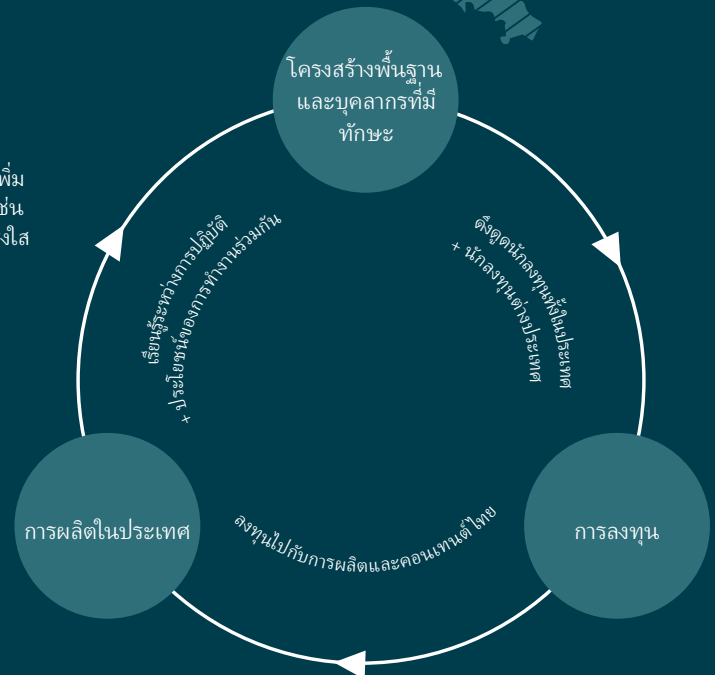 โครงสร้างพื้นฐาน
และบุคลากรที่มี
ทักษะ
เรียนรู้ระหว่างการปฏิบัติ
+ ประโยชน์ของการทำงานร่วมกัน
ดึงดูดนักลงทุนทั้งในประเทศ
+ นักลงทุนต่างประเทศ
การผลิตในประเทศ
ลงทุนไปกับการผลิตและคอนเทนต์ไทย
การลงทุน